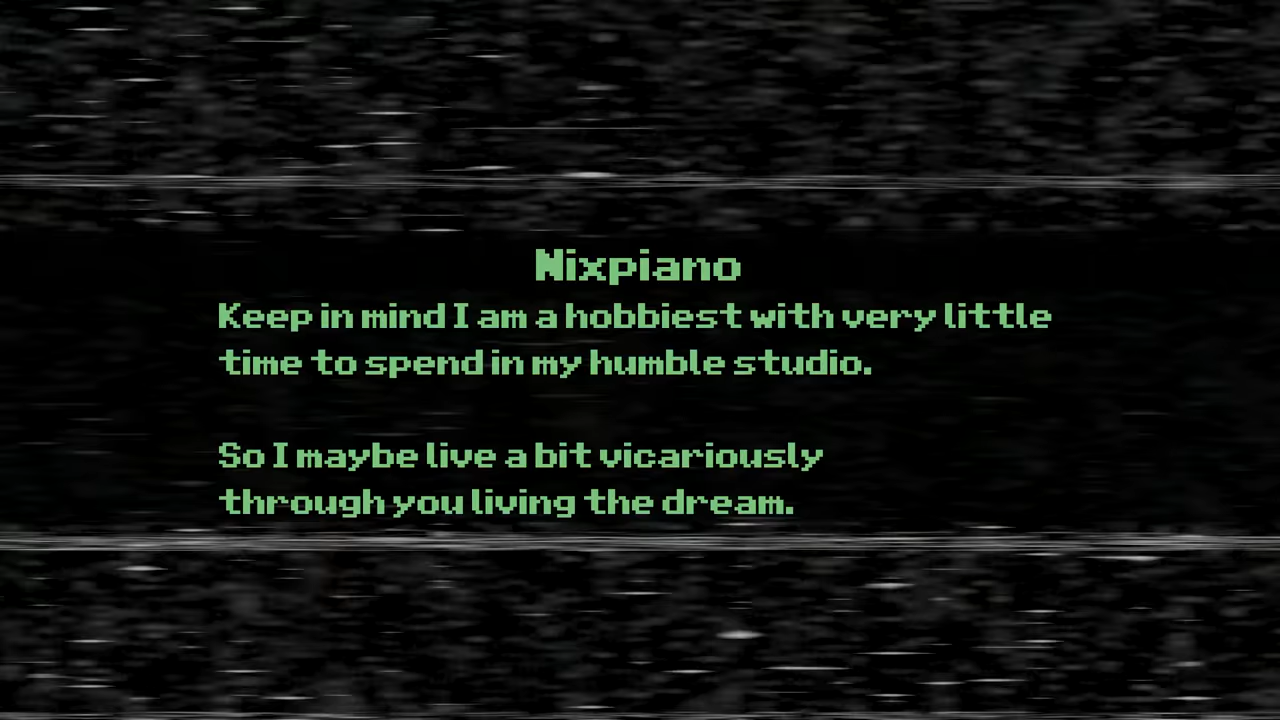 Nixpiano
Keep in mind I am a hobbiest with very little
time to spend in my humble studio.
So I maybe live a bit vicariously
through you living the dream.